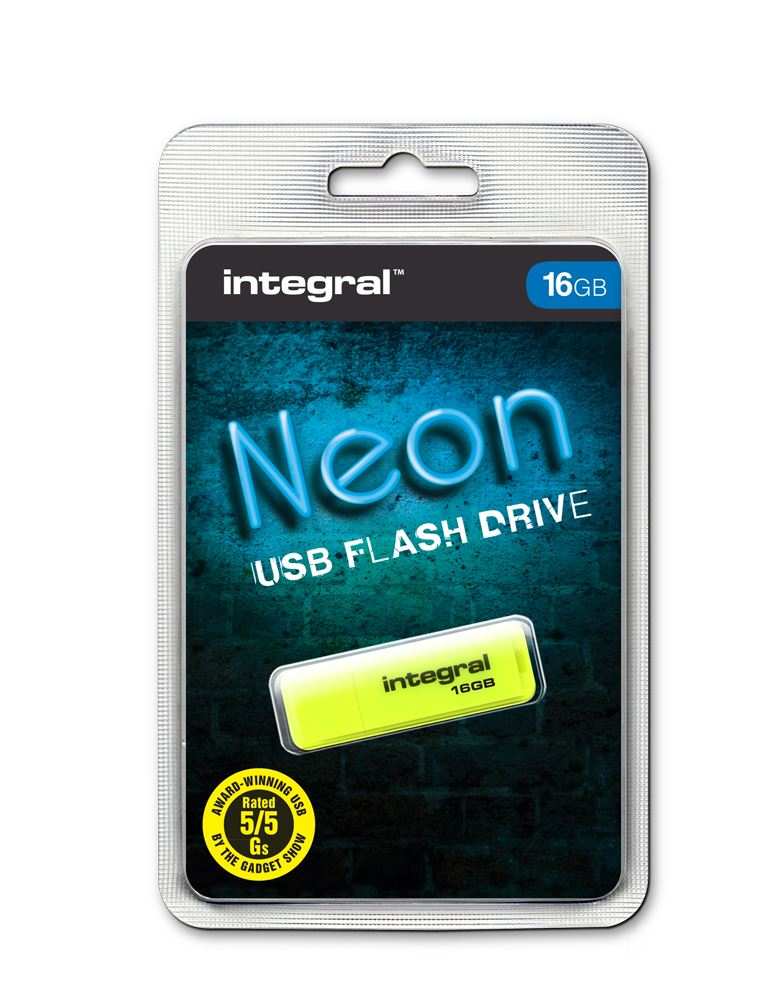 integral™
16GB
Neon
USB FLASH DRIVE
integral
16GB
AWARD-WINNING USB
Rated
5/5
Gs
BY THE GADGET SHOW